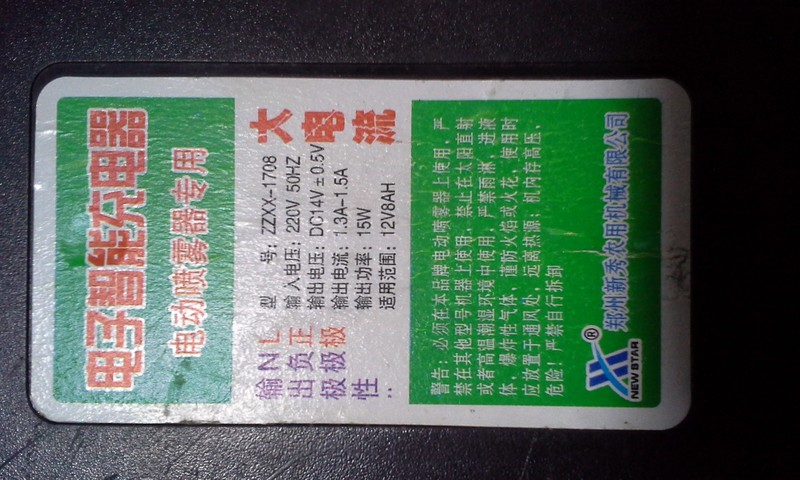 电子智能充电器
电动喷雾器专用
大电流
型 号:ZZXX-1708
输入电压:220V 50HZ
输出电压:DC14V±0.5V
输出电流:1.3A-1.5A
输出功率:15W
适用范围:12V8AH
输出极性:
N负极
L正极
警告:必须在本品牌电动喷雾器上使用,严
禁在其他型号机器上使用,禁止在太阳直射
或者高温潮湿环境中使用,严禁雨淋,进液
体,爆炸性气体,谨防火焰或火花,使用时
应放置于通风处,远离热源;机内存高压,
危险!严禁自行拆卸
®
NEW STAR
郑州新秀农用机械有限公司